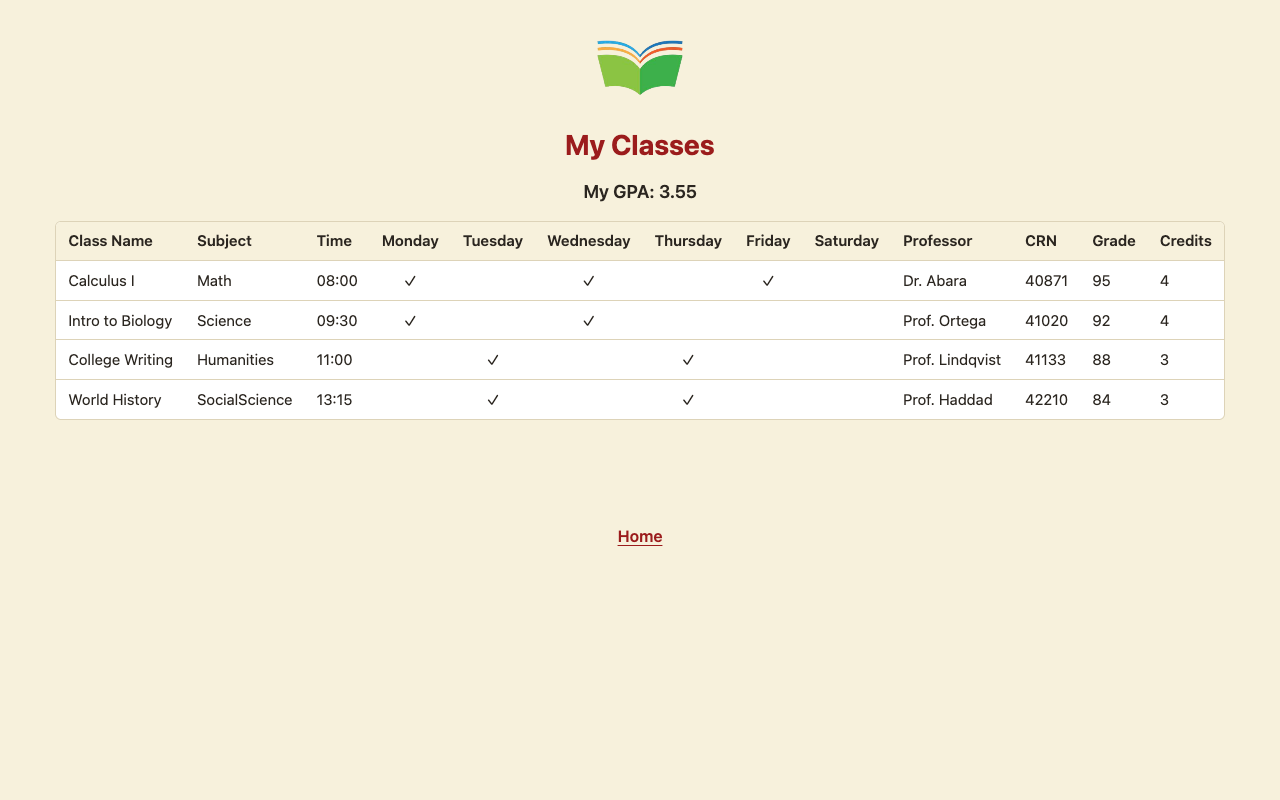 My Classes
My GPA: 3.55
Class Name Subject Time Monday Tuesday Wednesday Thursday Friday Saturday Professor CRN Grade Credits
Calculus I Math 08:00 ✓ ✓ ✓ Dr. Abara 40871 95 4
Intro to Biology Science 09:30 ✓ ✓ Prof. Ortega 41020 92 4
College Writing Humanities 11:00 ✓ ✓ Prof. Lindqvist 41133 88 3
World History SocialScience 13:15 ✓ ✓ Prof. Haddad 42210 84 3
Home